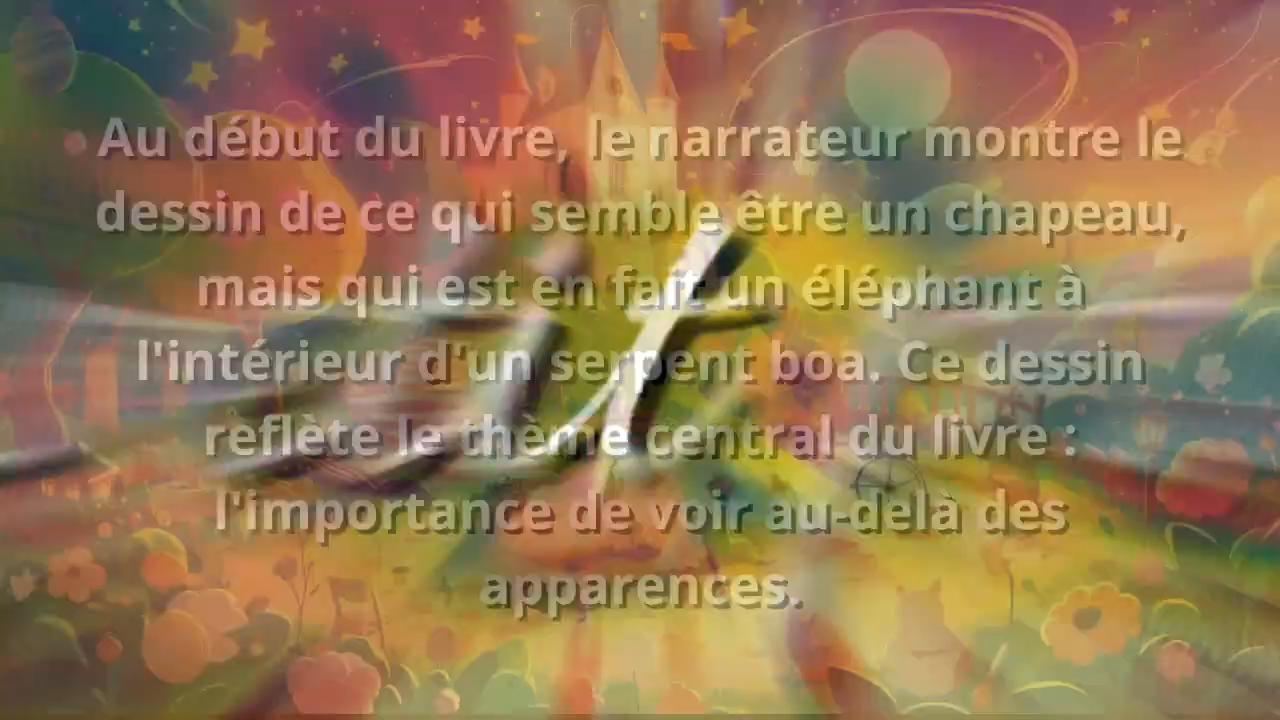 Au début du livre, le narrateur montre le
dessin de ce qui semble être un chapeau,
mais qui est en fait un éléphant à
l'intérieur d'un serpent boa. Ce dessin
reflète le thème central du livre :
l'importance de voir au-delà des
apparences.